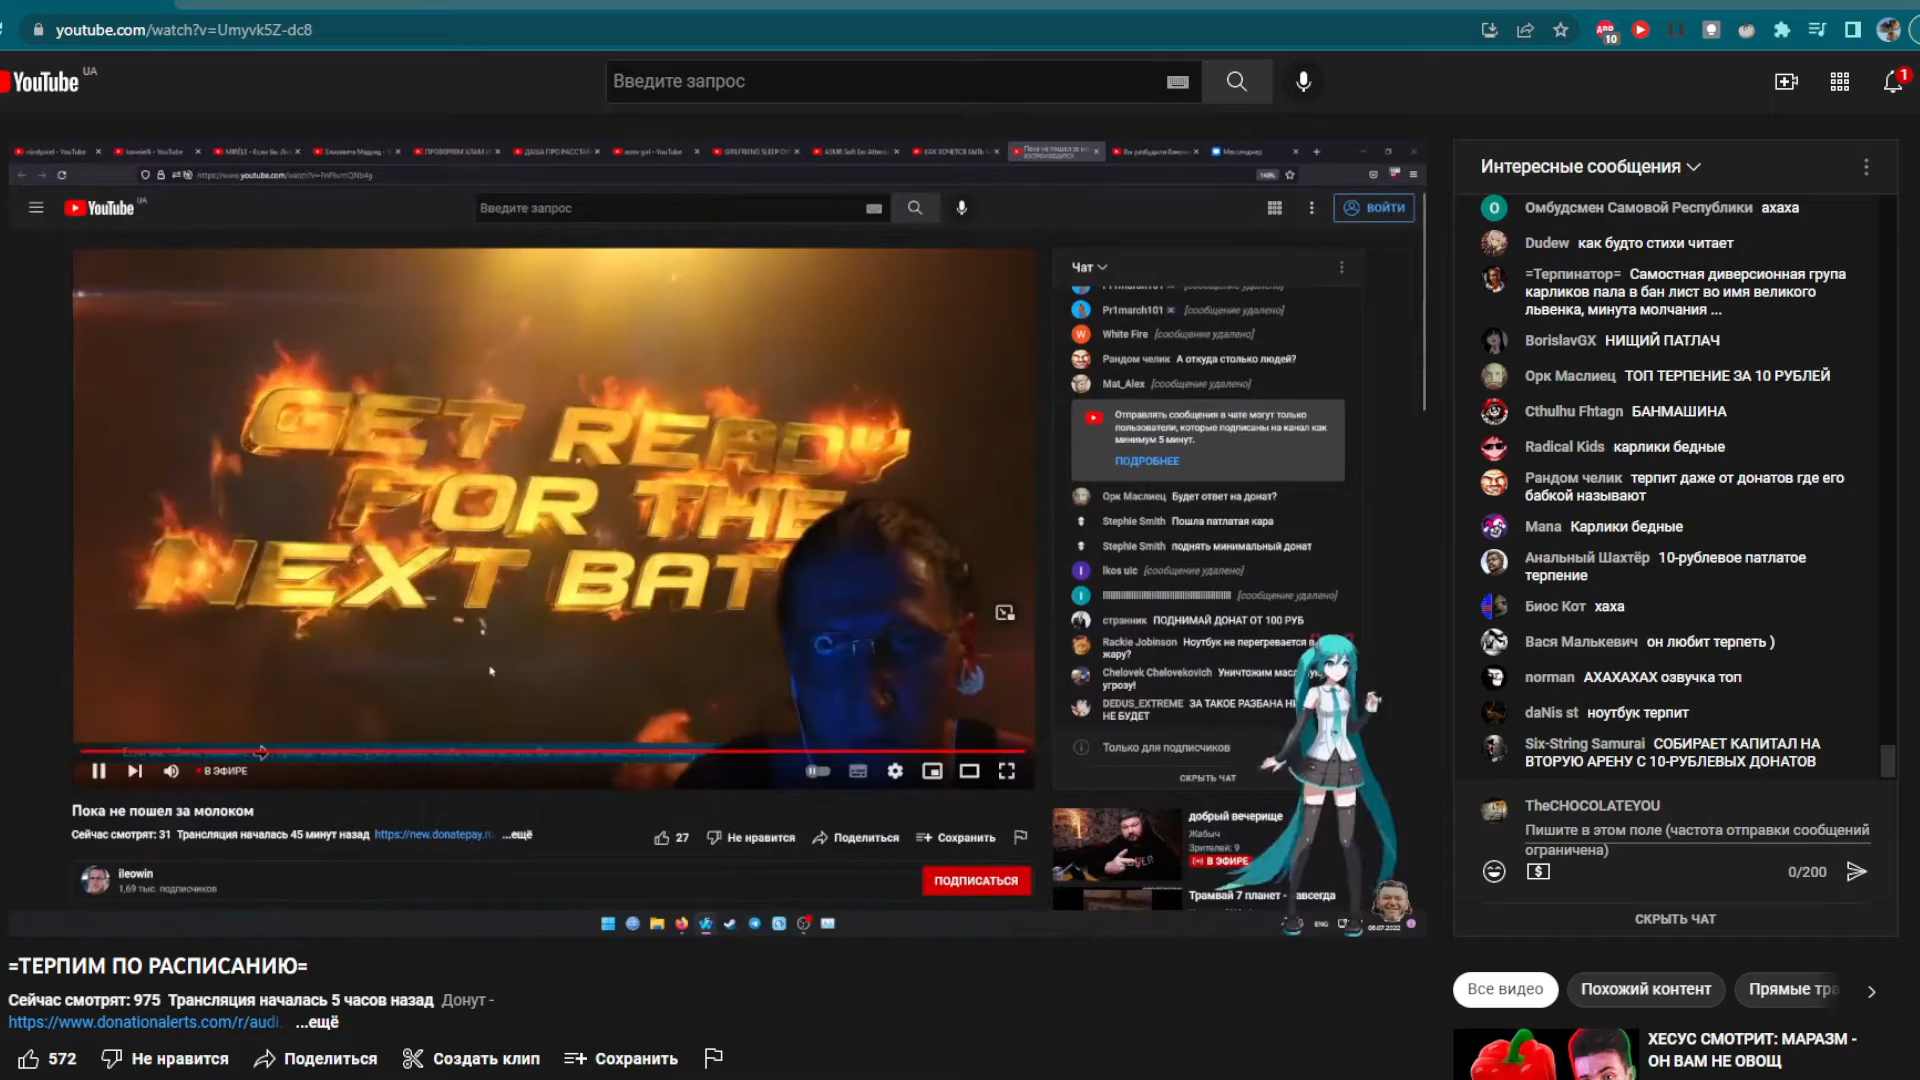 youtube.com/watch?v=Umyvk5Z-dc8
10
YouTube UA
Введите запрос
1
YouTube UA
Введите запрос
ВОЙТИ
GET READY
FOR THE
NEXT BAT
В ЭФИРЕ
Пока не пошел за молоком
Сейчас смотрят: 31 Трансляция началась 45 минут назад https://new.donatepay.ru ...ещё
27
Не нравится
Поделиться
Сохранить
ileowin
1,69 тыс. подписчиков
ПОДПИСАТЬСЯ
Чат
Pr1march101 [сообщение удалено]
Pr1march101 [сообщение удалено]
White Fire [сообщение удалено]
Рандом челик А откуда столько людей?
Mat_Alex [сообщение удалено]
Отправлять сообщения в чате могут только
пользователи, которые подписаны на канал как
минимум 5 минут.
ПОДРОБНЕЕ
Орк Маслиец Будет ответ на донат?
Stephie Smith Пошла патлатая кара
Stephie Smith поднять минимальный донат
Ikos uic [сообщение удалено]
[сообщение удалено]
странник ПОДНИМАЙ ДОНАТ ОТ 100 РУБ
Rackie Jobinson Ноутбук не перегревается в
жару?
Chelovek Chelovekovich Уничтожим
угрозу!
DEDUS_EXTREME ЗА ТАКОЕ РАЗБАНА
НЕ БУДЕТ
Только для подписчиков
СКРЫТЬ ЧАТ
добрый вечерище
Жабыч
Зрителей: 9
В ЭФИРЕ
Трамвай 7 планет - завсегда
ENG
06.07.2022
=ТЕРПИМ ПО РАСПИСАНИЮ=
Сейчас смотрят: 975 Трансляция началась 5 часов назад Донут -
https://www.donationalerts.com/r/audi... ...ещё
572
Не нравится
Поделиться
Создать клип
Сохранить
Интересные сообщения
Омбудсмен Самовой Республики ахаха
Dudew как будто стихи читает
=Терпинатор= Самостная диверсионная група
карликов пала в бан лист во имя великого
львенка, минута молчания ...
BorislavGX НИЩИЙ ПАТЛАЧ
Орк Маслиец ТОП ТЕРПЕНИЕ ЗА 10 РУБЛЕЙ
Cthulhu Fhtagn БАНМАШИНА
Radical Kids карлики бедные
Рандом челик терпит даже от донатов где его
бабкой называют
Mana Карлики бедные
Анальный Шахтёр 10-рублевое патлатое
терпение
Биос Кот хаха
Вася Малькевич он любит терпеть )
norman АХАХАХАХ озвучка топ
daNis st ноутбук терпит
Six-String Samurai СОБИРАЕТ КАПИТАЛ НА
ВТОРУЮ АРЕНУ С 10-РУБЛЕВЫХ ДОНАТОВ
TheCHOCOLATEYOU
Пишите в этом поле (частота отправки сообщений
ограничена)
0/200
СКРЫТЬ ЧАТ
Все видео
Похожий контент
Прямые тра
ХЕСУС СМОТРИТ: МАРАЗМ -
ОН ВАМ НЕ ОВОЩ